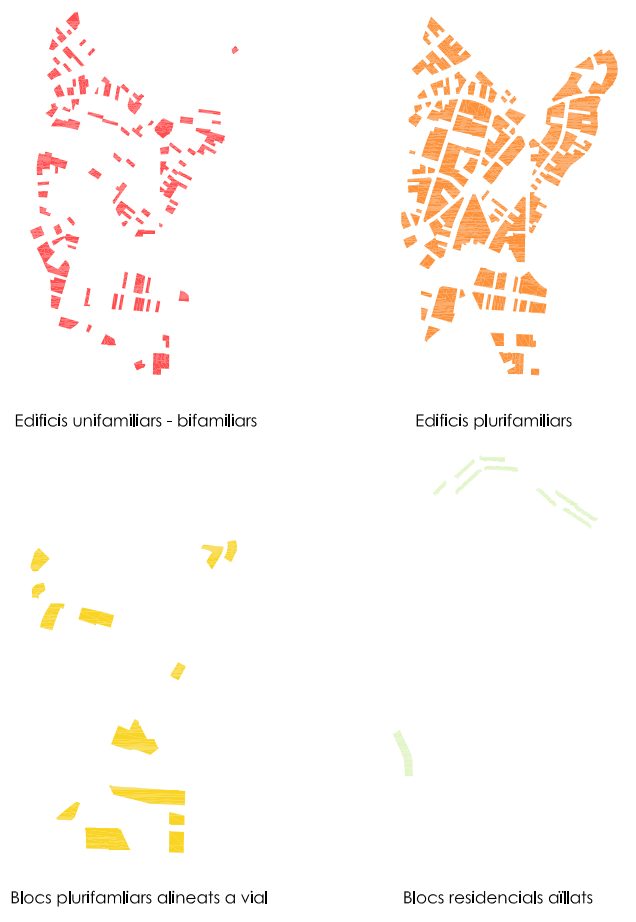 Edificis unifamiliars - bifamiliars
Edificis plurifamiliars
Blocs plurifamliars alineats a vial
Blocs residencials aïllats